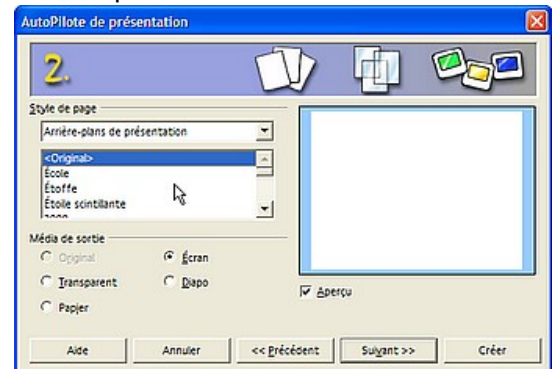 AutoPilote de présentation
2.
Style de page
Arrière-plans de présentation
<Original>
École
Étoffe
Étoile scintillante
Média de sortie
Original
Écran
Transparent
Diapo
Papier
Aperçu
Aide
Annuler
<< Précédent
Suivant >>
Créer